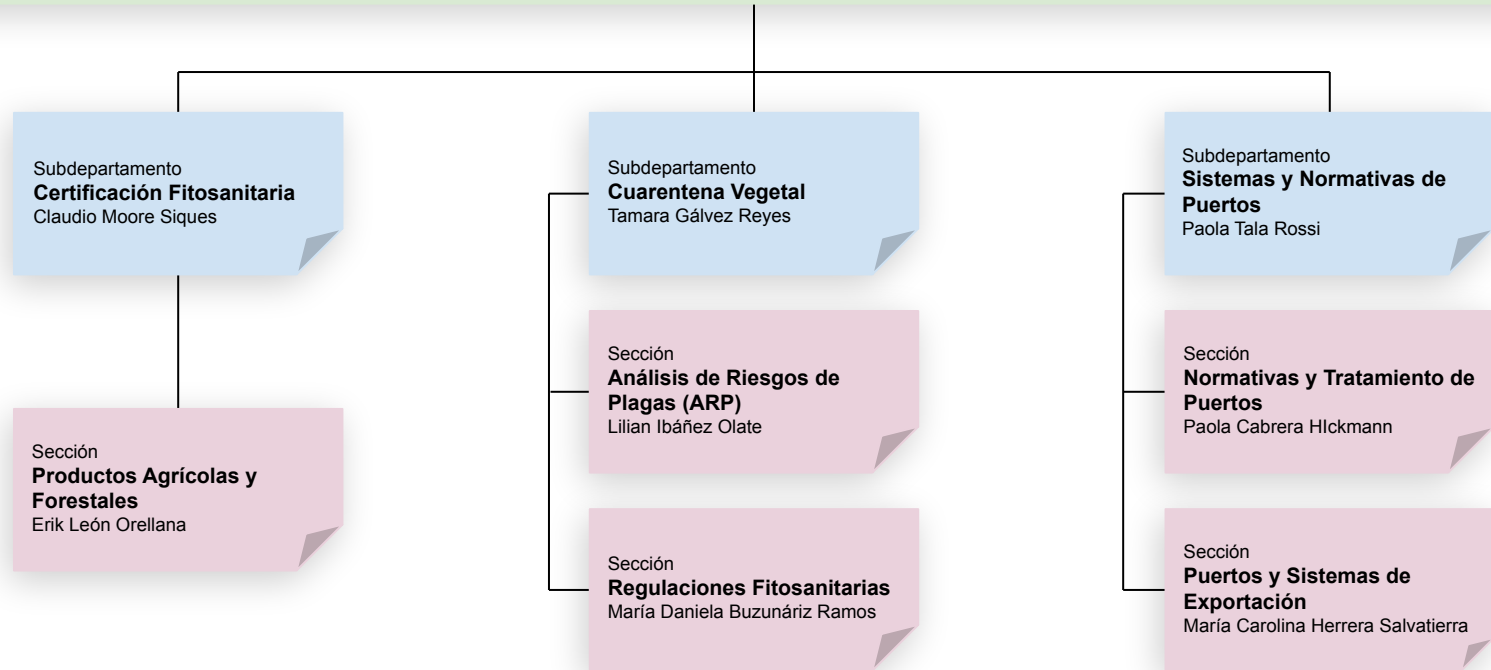 Subdepartamento
Certificación Fitosanitaria
Claudio Moore Siques
Subdepartamento
Cuarentena Vegetal
Tamara Gálvez Reyes
Subdepartamento
Sistemas y Normativas de
Puertos
Paola Tala Rossi
Sección
Productos Agrícolas y
Forestales
Erik León Orellana
Sección
Análisis de Riesgos de
Plagas (ARP)
Lilian Ibáñez Olate
Sección
Normativas y Tratamiento de
Puertos
Paola Cabrera HIckmann
Sección
Regulaciones Fitosanitarias
María Daniela Buzunáriz Ramos
Sección
Puertos y Sistemas de
Exportación
María Carolina Herrera Salvatierra